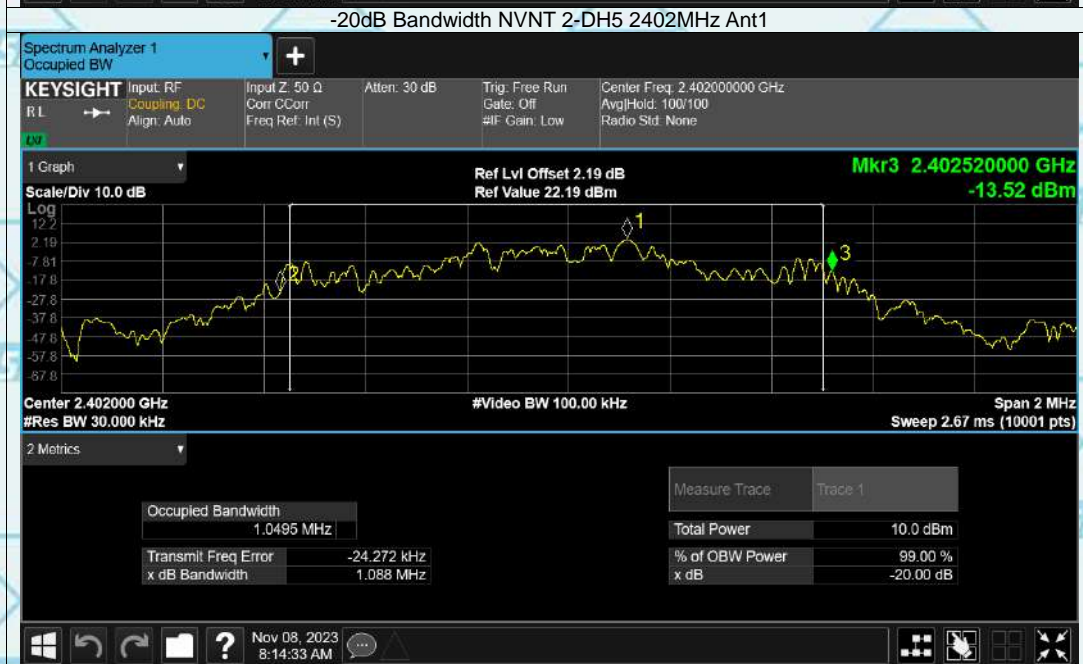 -20dB Bandwidth NVNT 2-DH5 2402MHz Ant1
Spectrum Analyzer 1
Occupied BW
+
KEYSIGHT
Input: RF
Coupling: DC
Align: Auto
Input Z: 50 Ω
Corr CCorr
Freq Ref: Int (S)
Atten: 30 dB
Trig: Free Run
Gate: Off
#IF Gain: Low
Center Freq: 2.402000000 GHz
Avg|Hold: 100/100
Radio Std: None
R L
LXI
1 Graph
Scale/Div 10.0 dB
Ref Lvl Offset 2.19 dB
Ref Value 22.19 dBm
Mkr3 2.402520000 GHz
-13.52 dBm
Log
12.2
2.19
-7.81
-17.8
-27.8
-37.8
-47.8
-57.8
-67.8
1
2
3
Center 2.402000 GHz
#Video BW 100.00 kHz
Span 2 MHz
#Res BW 30.000 kHz
Sweep 2.67 ms (10001 pts)
2 Metrics
Measure Trace Trace 1
Occupied Bandwidth
1.0495 MHz
Total Power 10.0 dBm
Transmit Freq Error -24.272 kHz
% of OBW Power 99.00 %
x dB Bandwidth 1.088 MHz
x dB -20.00 dB
?
Nov 08, 2023
8:14:33 AM